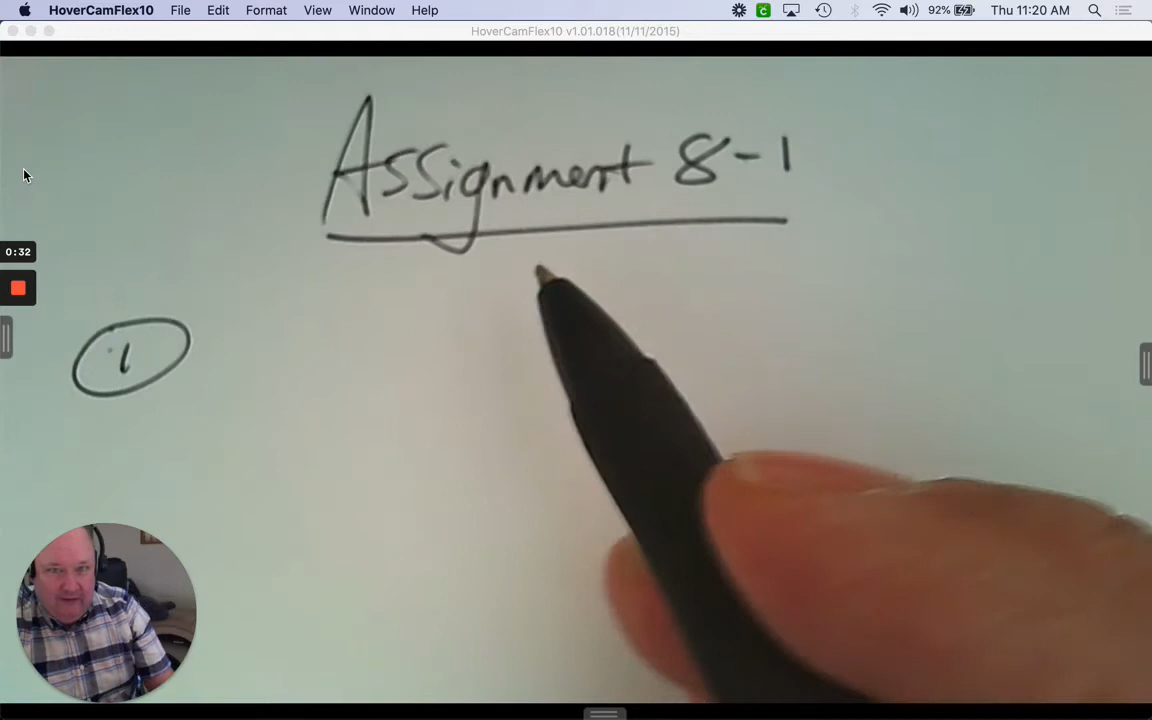 HoverCamFlex10 File Edit Format View Window Help 92% Thu 11:20 AM
HoverCamFlex10 v1.01.018(11/11/2015)
Assignment 8-1
0:32
1